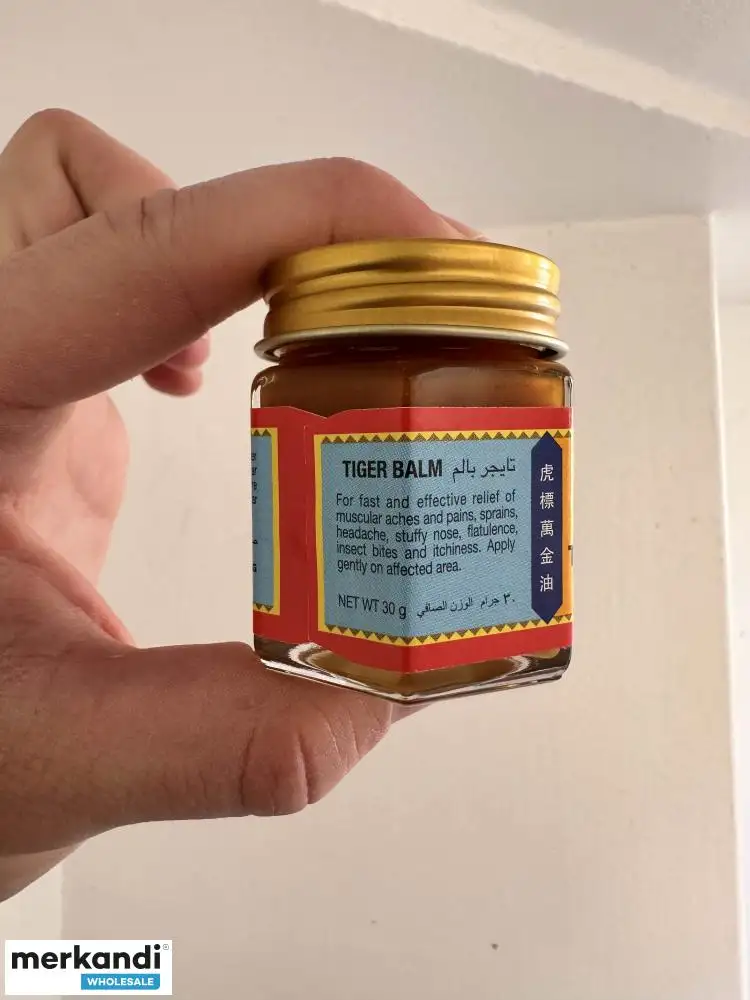 TIGER BALM تايجر بالم
For fast and effective relief of
muscular aches and pains, sprains,
headache, stuffy nose, flatulence,
insect bites and itchiness. Apply
gently on affected area.
NET WT 30 g الوزن الصافي ٣٠ جرام
虎標萬金油
merkandi®
WHOLESALE